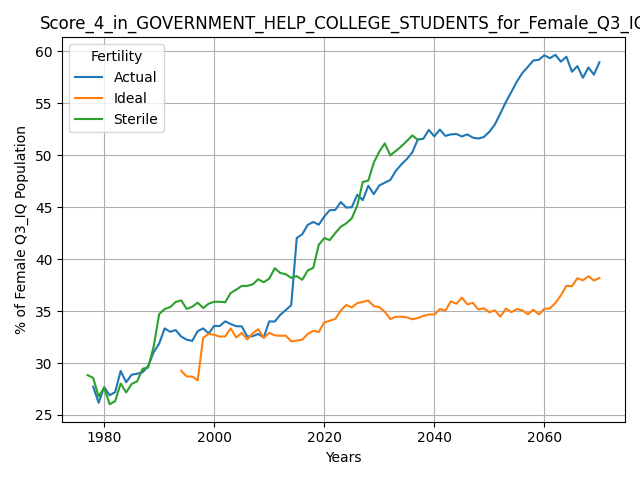 Score_4_in_GOVERNMENT_HELP_COLLEGE_STUDENTS_for_Female_Q3_IQ
Fertility
Actual
Ideal
Sterile
60
55
50
45
40
35
30
25
% of Female Q3_IQ Population
1980 2000 2020 2040 2060
Years